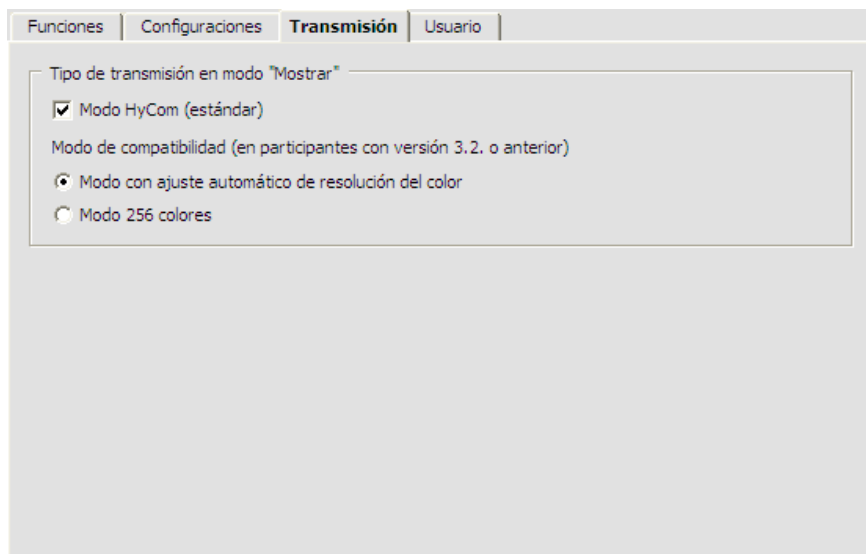 Funciones Configuraciones Transmisión Usuario
Tipo de transmisión en modo "Mostrar"
Modo HyCom (estándar)
Modo de compatibilidad (en participantes con versión 3.2. o anterior)
Modo con ajuste automático de resolución del color
Modo 256 colores